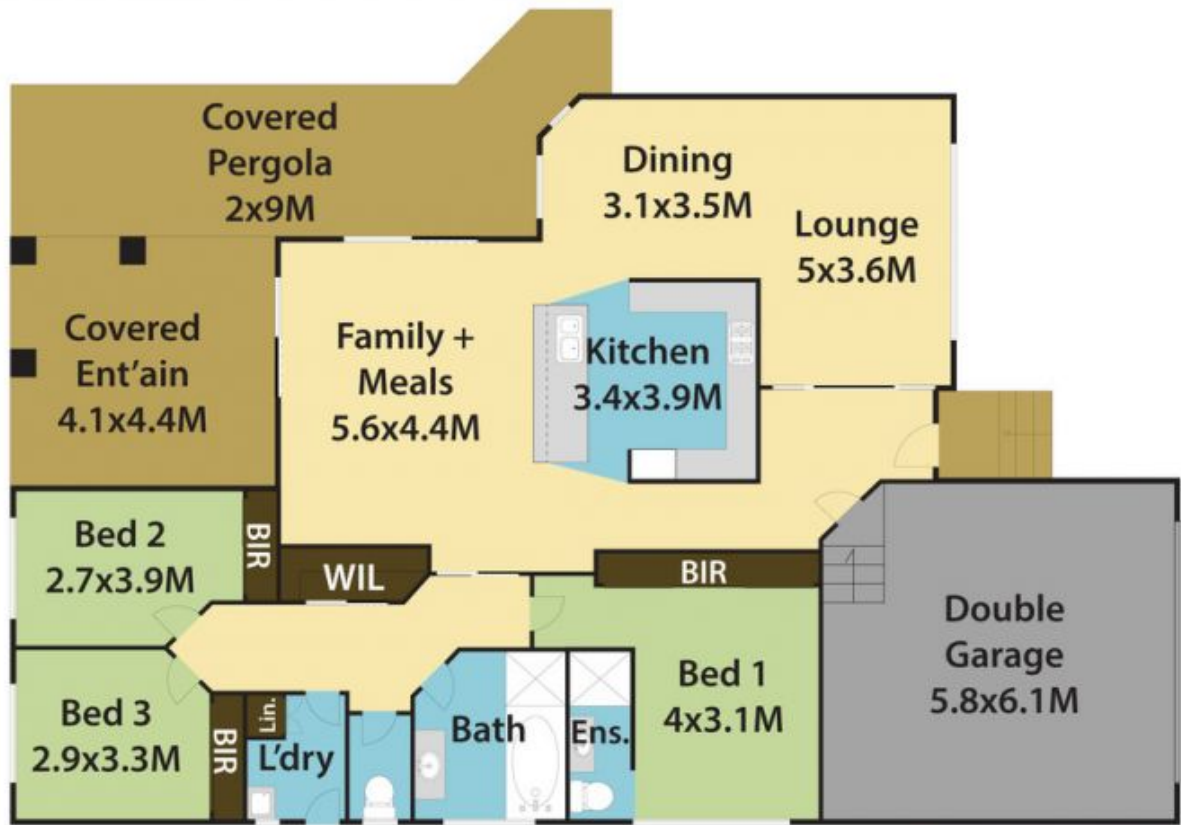 Covered
Pergola
2x9M
Dining
3.1x3.5M
Lounge
5x3.6M
Covered
Ent'ain
4.1x4.4M
Family +
Meals
5.6x4.4M
Kitchen
3.4x3.9M
Bed 2
2.7x3.9M
BIR
WIL
BIR
Double
Garage
5.8x6.1M
Bed 3
2.9x3.3M
BIR
Lin.
L'dry
Bath
Ens.
Bed 1
4x3.1M